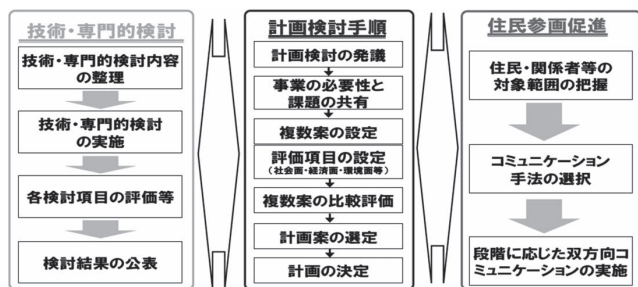 技術・専門的検討
技術・専門的検討内容
の整理
技術・専門的検討
の実施
各検討項目の評価等
検討結果の公表
計画検討手順
計画検討の発議
事業の必要性と
課題の共有
複数案の設定
評価項目の設定
（社会面・経済面・環境面等）
複数案の比較評価
計画案の選定
計画の決定
住民参画促進
住民・関係者等の
対象範囲の把握
コミュニケーション
手法の選択
段階に応じた双方向コ
ミュニケーションの実施